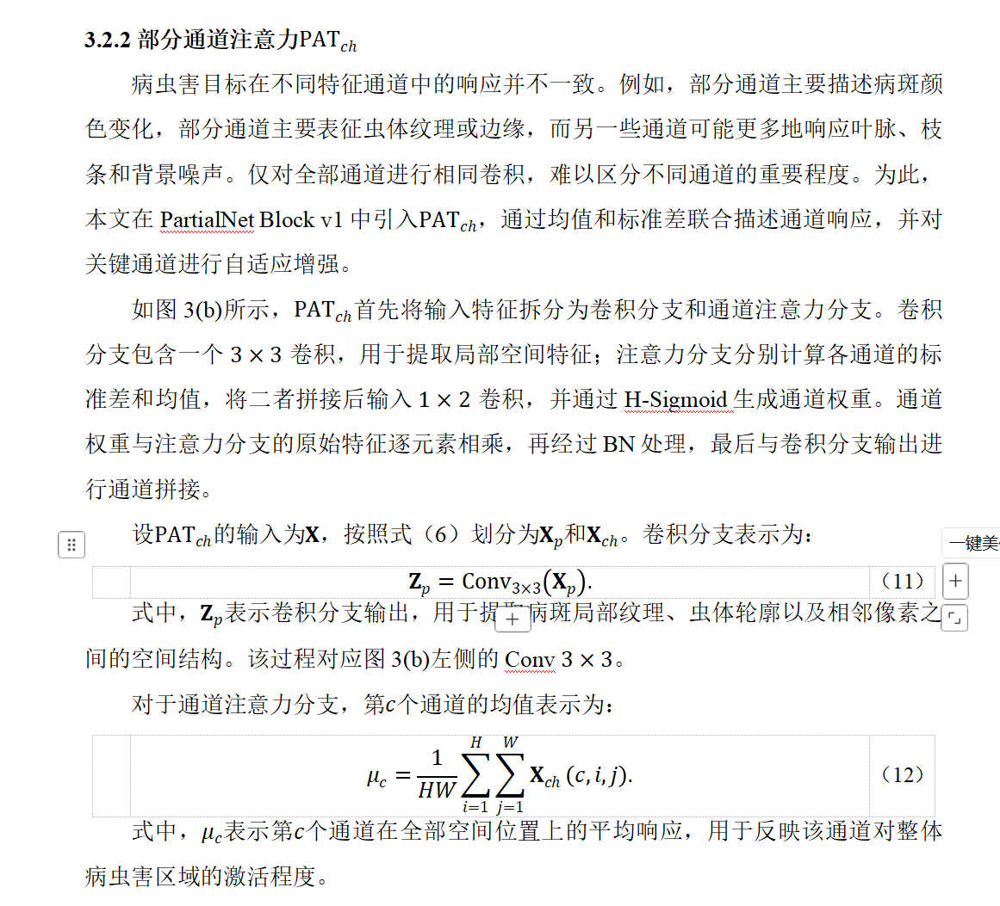 3.2.2 部分通道注意力PATch
病虫害目标在不同特征通道中的响应并不一致。例如，部分通道主要描述病斑颜
色变化，部分通道主要表征虫体纹理或边缘，而另一些通道可能更多地响应叶脉、枝
条和背景噪声。仅对全部通道进行相同卷积，难以区分不同通道的重要程度。为此，
本文在 PartialNet Block v1 中引入PATch，通过均值和标准差联合描述通道响应，并对
关键通道进行自适应增强。
如图 3(b)所示，PATch首先将输入特征拆分为卷积分支和通道注意力分支。卷积
分支包含一个 3 × 3 卷积，用于提取局部空间特征；注意力分支分别计算各通道的标
准差和均值，将二者拼接后输入 1 × 2 卷积，并通过 H-Sigmoid 生成通道权重。通道
权重与注意力分支的原始特征逐元素相乘，再经过 BN 处理，最后与卷积分支输出进
行通道拼接。
设PATch的输入为X，按照式（6）划分为Xp和Xch。卷积分支表示为：
一键美
Zp = Conv3×3(Xp). （11）
式中，Zp表示卷积分支输出，用于提 病斑局部纹理、虫体轮廓以及相邻像素之
间的空间结构。该过程对应图 3(b)左侧的 Conv 3 × 3。
对于通道注意力分支，第c个通道的均值表示为：
μc = 1/HW ∑i=1H ∑j=1W Xch (c, i, j). （12）
式中，μc表示第c个通道在全部空间位置上的平均响应，用于反映该通道对整体
病虫害区域的激活程度。